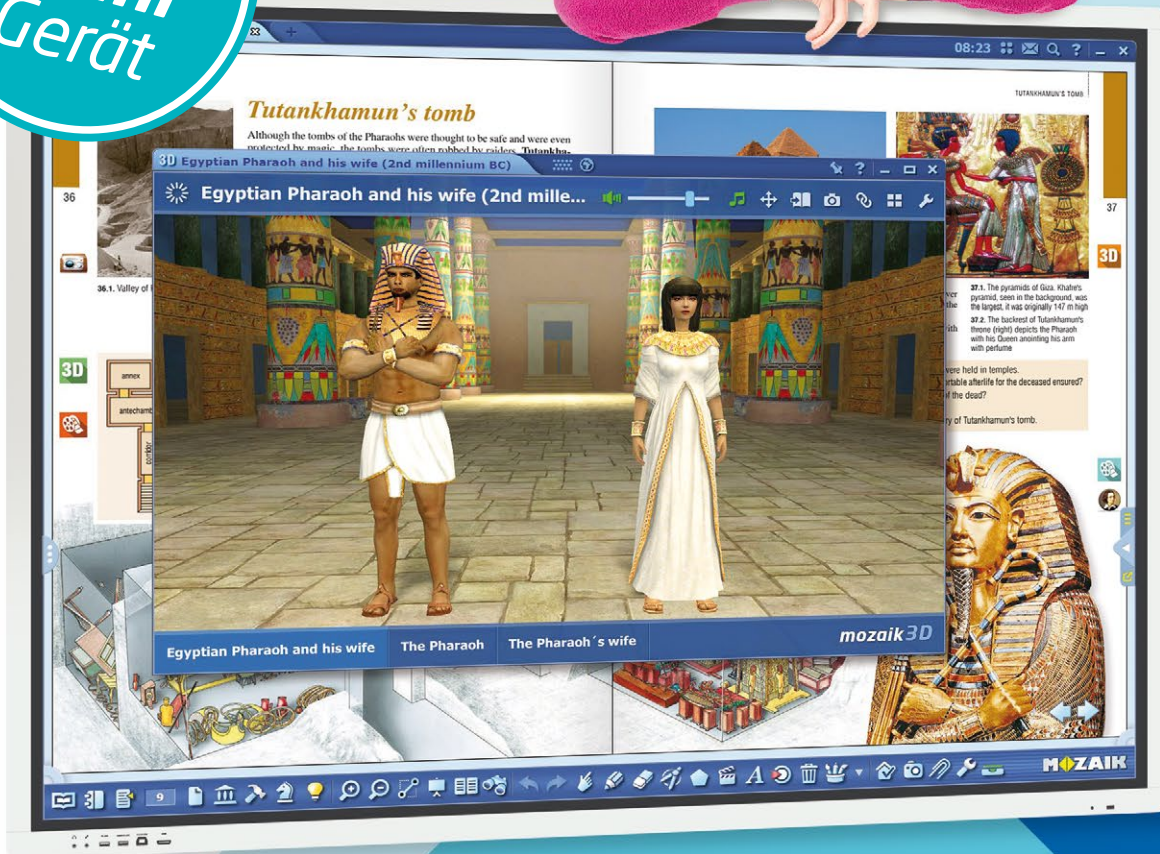 Gerät
08:23
TUTANKHAMUN'S TOMB
Tutankhamun's tomb
Although the tombs of the Pharaohs were thought to be safe and were even
protected by magic, the tombs were often robbed by raiders. Tutankha-
36
37
3D Egyptian Pharaoh and his wife (2nd millennium BC)
Egyptian Pharaoh and his wife (2nd mille...
3D
36.1. Valley of
37.1. The pyramids of Giza. Khafre's
pyramid, seen in the background, was
the largest, it was originally 147 m high
37.2. The backrest of Tutankhamun's
throne (right) depicts the Pharaoh
with his Queen anointing his arm
with perfume
3D
annex
antechamb
corridor
were held in temples.
rtable afterlife for the deceased ensured?
f the dead?
ry of Tutankhamun's tomb.
Egyptian Pharaoh and his wife
The Pharaoh
The Pharaoh´s wife
mozaik3D
9
A
MOZAIK